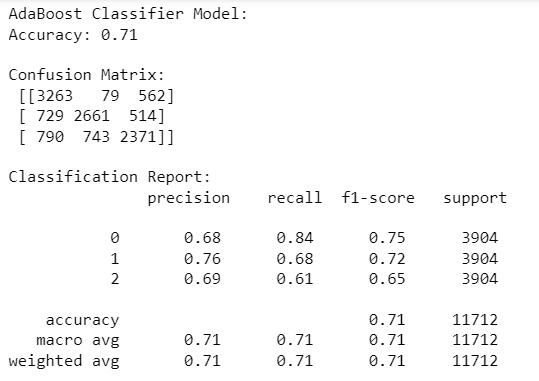 AdaBoost Classifier Model:
Accuracy: 0.71
Confusion Matrix:
[[3263   79  562]
[ 729 2661  514]
[ 790  743 2371]]
Classification Report:
precision    recall  f1-score   support
0       0.68      0.84      0.75      3904
1       0.76      0.68      0.72      3904
2       0.69      0.61      0.65      3904
accuracy                           0.71     11712
macro avg       0.71      0.71      0.71     11712
weighted avg       0.71      0.71      0.71     11712